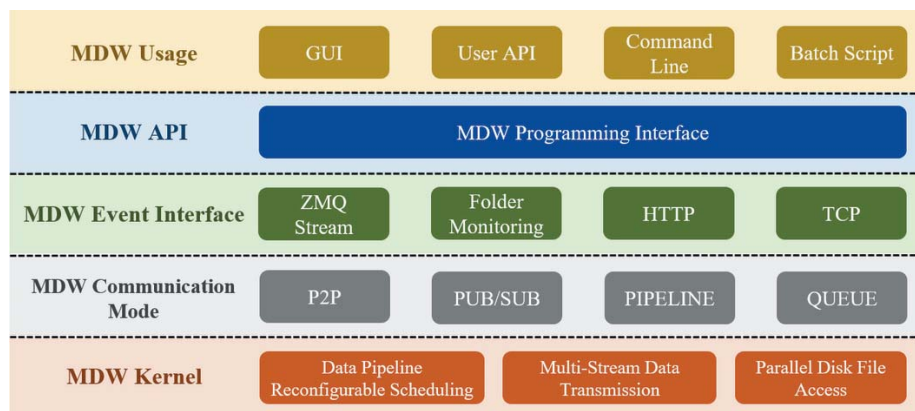 MDW Usage
GUI
User API
Command
Line
Batch Script
MDW API
MDW Programming Interface
MDW Event Interface
ZMQ
Stream
Folder
Monitoring
HTTP
TCP
MDW Communication
Mode
P2P
PUB/SUB
PIPELINE
QUEUE
MDW Kernel
Data Pipeline
Reconfigurable Scheduling
Multi-Stream Data
Transmission
Parallel Disk File
Access